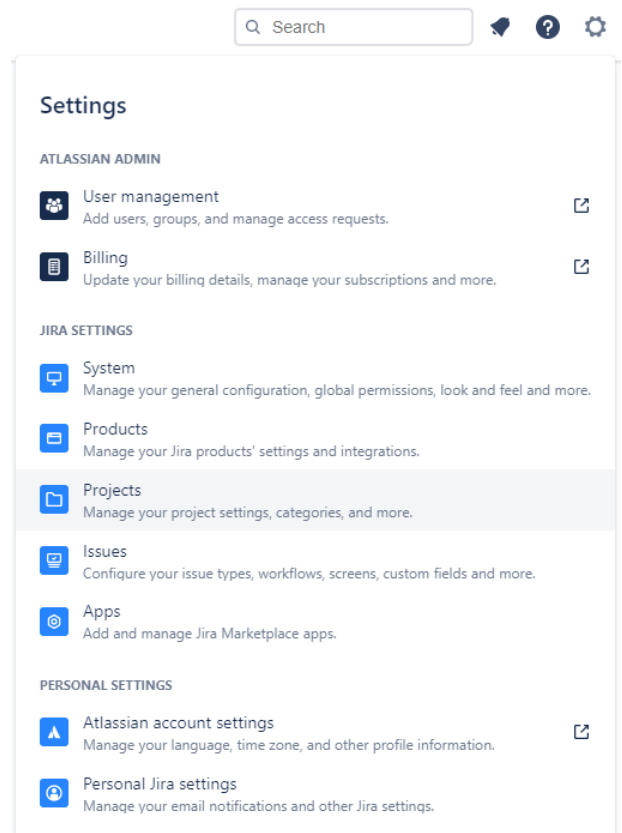 Search
Settings
ATLASSIAN ADMIN
User management
Add users, groups, and manage access requests.
Billing
Update your billing details, manage your subscriptions and more.
JIRA SETTINGS
System
Manage your general configuration, global permissions, look and feel and more.
Products
Manage your Jira products' settings and integrations.
Projects
Manage your project settings, categories, and more.
Issues
Configure your issue types, workflows, screens, custom fields and more.
Apps
Add and manage Jira Marketplace apps.
PERSONAL SETTINGS
Atlassian account settings
Manage your language, time zone, and other profile information.
Personal Jira settings
Manage your email notifications and other Jira settings.